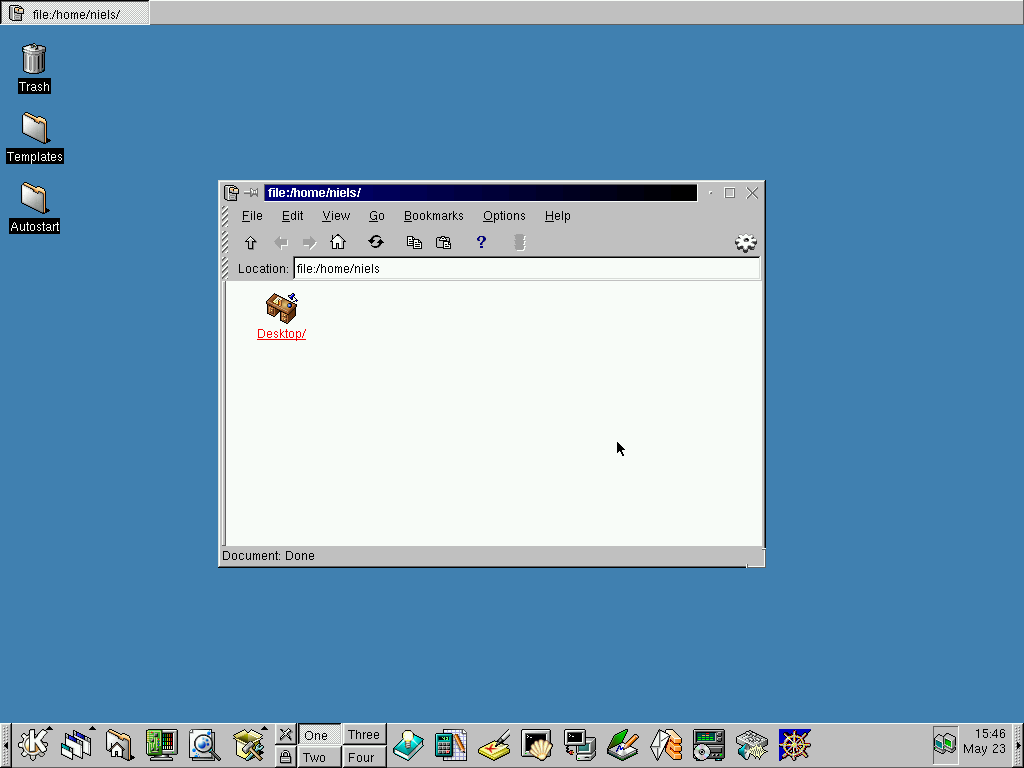 file:/home/niels/
Trash
Templates
Autostart
file:/home/niels/
File Edit View Go Bookmarks Options Help
?
Location: file:/home/niels
Desktop/
Document: Done
One Three
Two Four
15:46
May 23